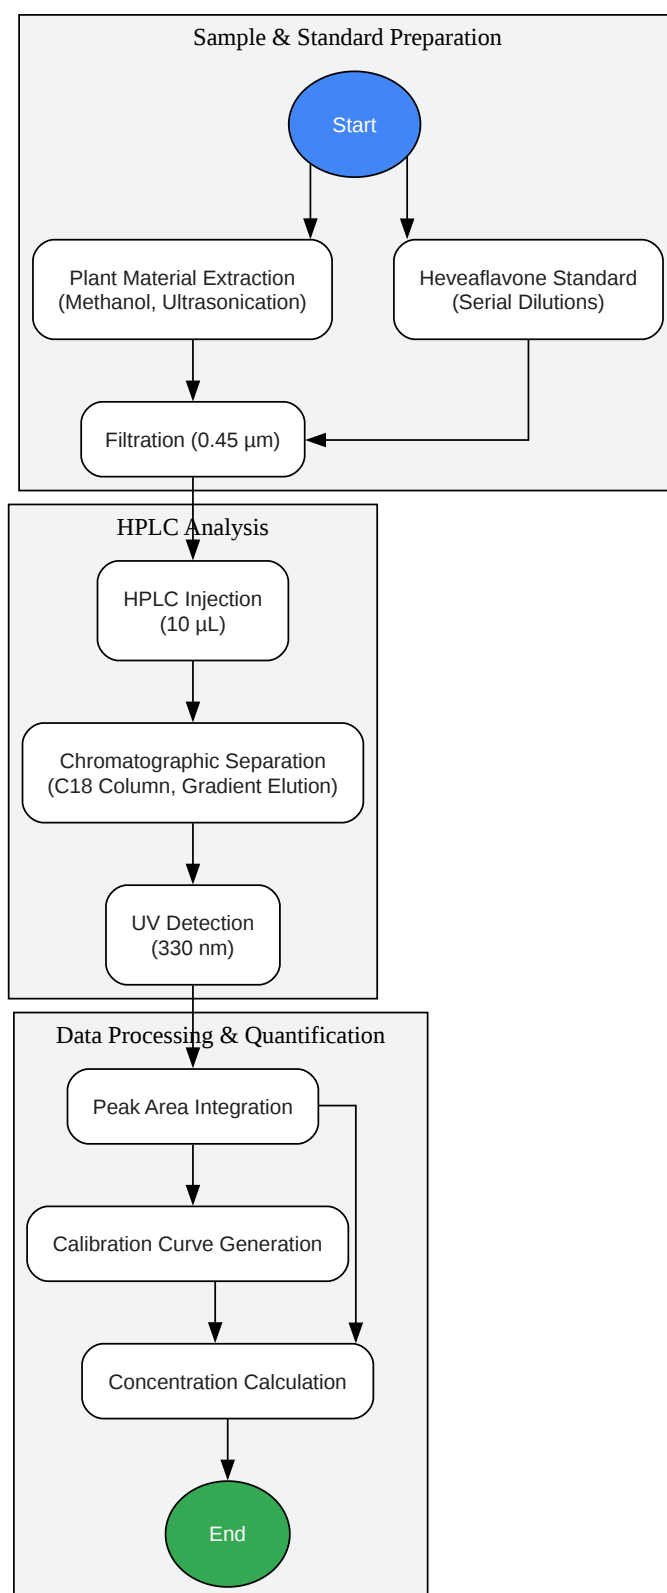 Sample & Standard Preparation
Start
Plant Material Extraction
(Methanol, Ultrasonication)
Heveaflavone Standard
(Serial Dilutions)
Filtration (0.45 µm)
HPLC Analysis
HPLC Injection
(10 µL)
Chromatographic Separation
(C18 Column, Gradient Elution)
UV Detection
(330 nm)
Data Processing & Quantification
Peak Area Integration
Calibration Curve Generation
Concentration Calculation
End